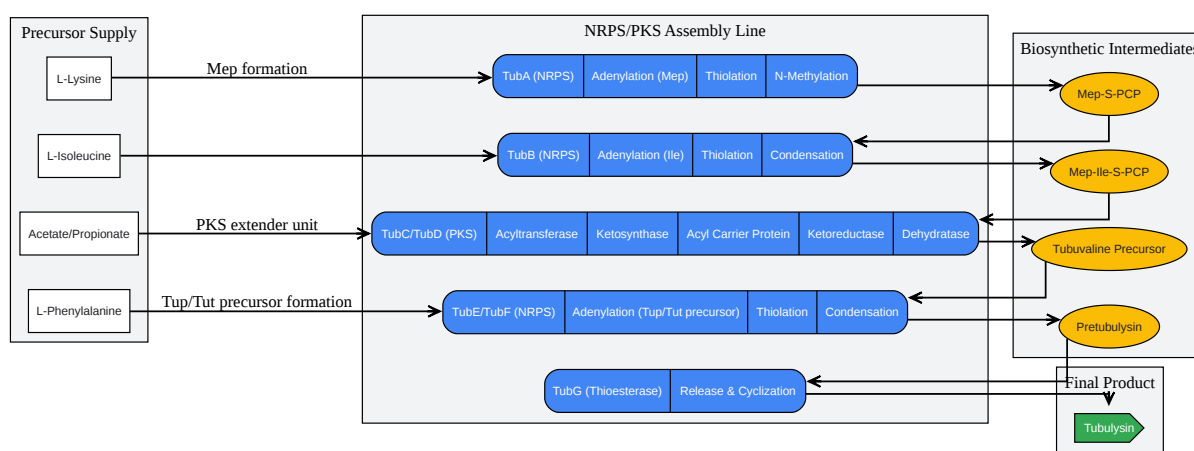 Precursor Supply
NRPS/PKS Assembly Line
Biosynthetic Intermediates
L-Lysine
Mep formation
TubA (NRPS)
Adenylation (Mep)
Thiolation
N-Methylation
Mep-S-PCP
L-Isoleucine
TubB (NRPS)
Adenylation (Ile)
Thiolation
Condensation
Mep-Ile-S-PCP
Acetate/Propionate
PKS extender unit
TubC/TubD (PKS)
Acyltransferase
Ketosynthase
Acyl Carrier Protein
Ketoreductase
Dehydratase
Tubuvaline Precursor
L-Phenylalanine
Tup/Tut precursor formation
TubE/TubF (NRPS)
Adenylation (Tup/Tut precursor)
Thiolation
Condensation
Pretubulysin
TubG (Thioesterase)
Release & Cyclization
Final Product
Tubulysin